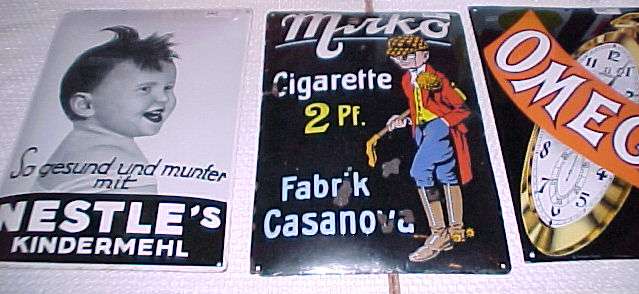 So gesund und munter
mit
NESTLE's
KINDERMEHL
Mirko
Cigarette
2 Pf.
Fabrik
Casanova
OMEG